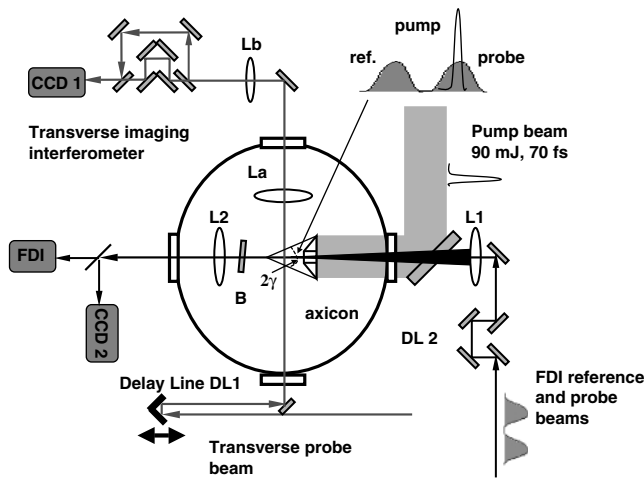 pump
ref.
probe
Lb
CCD 1
Transverse imaging
interferometer
Pump beam
90 mJ, 70 fs
La
L2
L1
FDI
B
2γ
axicon
CCD 2
DL 2
Delay Line DL1
FDI reference
and probe
beams
Transverse probe
beam